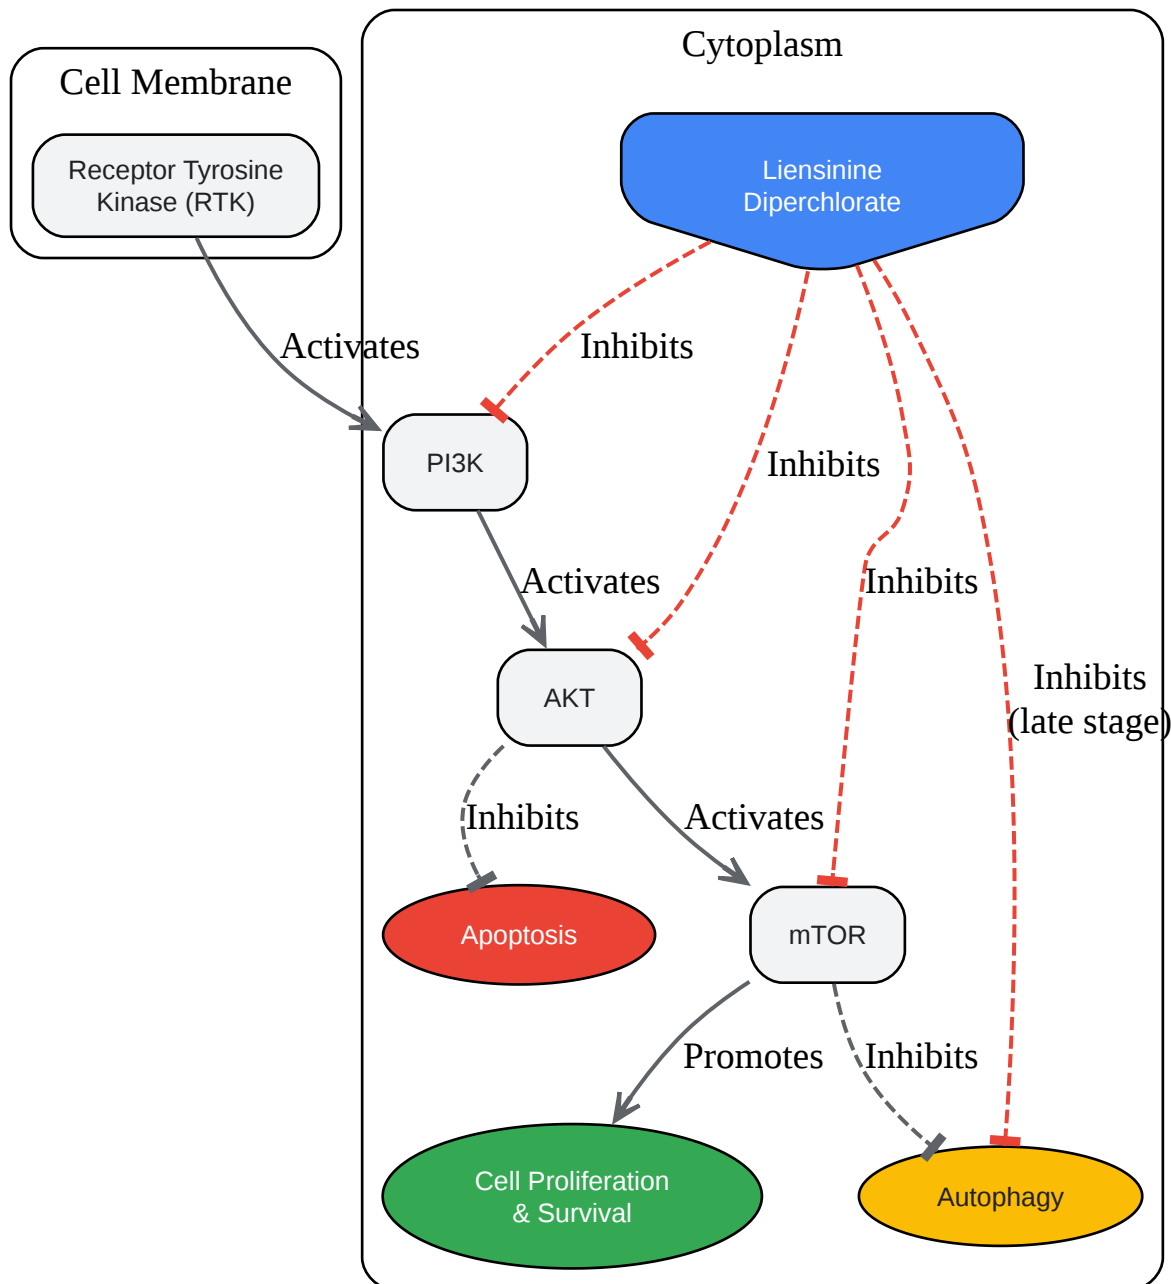 Cytoplasm
Cell Membrane
Receptor Tyrosine
Kinase (RTK)
Liensinine
Diperchlorate
Activates
Inhibits
PI3K
Inhibits
Activates
Inhibits
Inhibits
(late stage)
AKT
Inhibits
Activates
Apoptosis
mTOR
Promotes
Inhibits
Cell Proliferation
& Survival
Autophagy